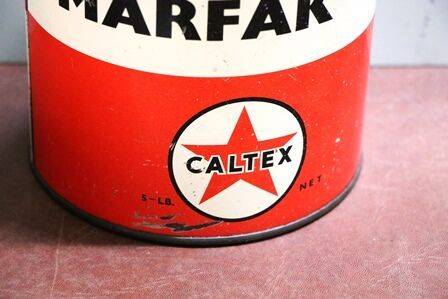 MARFAK
CALTEX
5-LB. NET